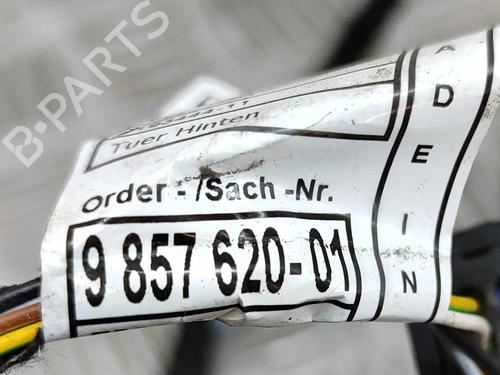 B-PARTS
Tuer Hinten
Order - /Sach -Nr.
9 857 620-01
A
D
E
I
N